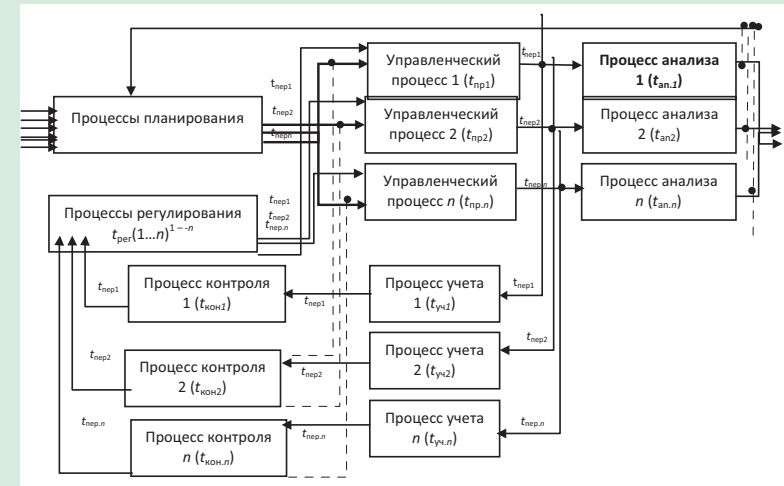 Управленческий
процесс 1 (tпр1)
tпер1
Процесс анализа
1 (tan.1)
tпер1
Процессы планирования
tпер2
tперn
Управленческий
процесс 2 (tпр2)
tпер2
Процесс анализа
2 (tan2)
Управленческий
процесс n (tпр.n)
tпер.n
Процесс анализа
n (tan.n)
Процессы регулирования
tрег(1...n)1 – -n
tпер1
tпер2
tпер.n
tпер1
Процесс контроля
1 (tкон1)
tпер1
Процесс учета
1 (tуч1)
tпер1
tпер2
Процесс контроля
2 (tкон2)
tпер2
Процесс учета
2 (tуч2)
tпер2
tпер.n
Процесс контроля
n (tкон.n)
tпер.n
Процесс учета
n (tуч.n)
tпер.n